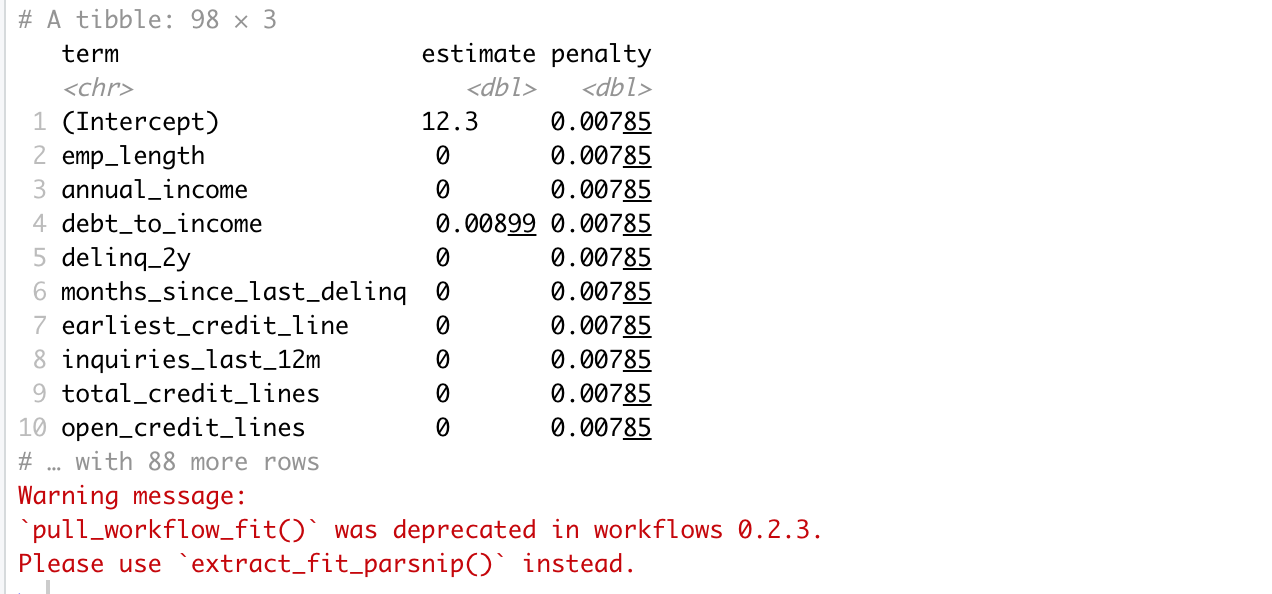 # A tibble: 98 × 3
   term                     estimate penalty
   <chr>                       <dbl>   <dbl>
 1 (Intercept)              12.3     0.00785
 2 emp_length                0       0.00785
 3 annual_income             0       0.00785
 4 debt_to_income            0.00899 0.00785
 5 delinq_2y                 0       0.00785
 6 months_since_last_delinq  0       0.00785
 7 earliest_credit_line      0       0.00785
 8 inquiries_last_12m        0       0.00785
 9 total_credit_lines        0       0.00785
10 open_credit_lines         0       0.00785
# … with 88 more rows
Warning message:
`pull_workflow_fit()` was deprecated in workflows 0.2.3.
Please use `extract_fit_parsnip()` instead.